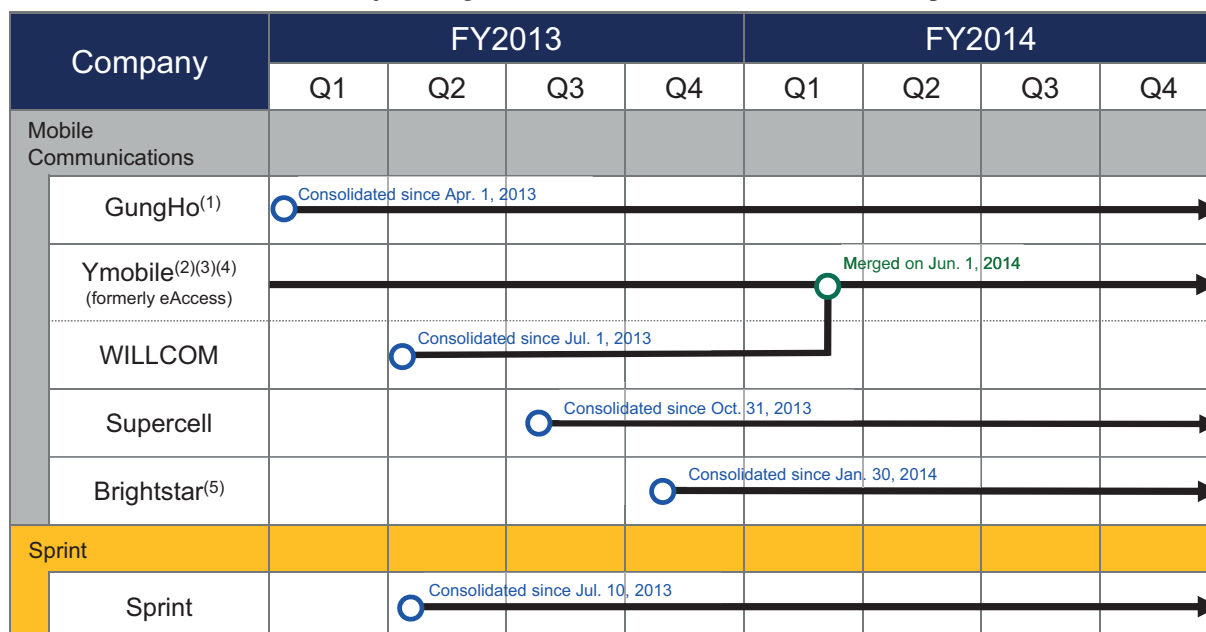 Company
FY2013
FY2014
Q1
Q2
Q3
Q4
Q1
Q2
Q3
Q4
Mobile
Communications
GungHo(1)
Consolidated since Apr. 1, 2013
Ymobile(2)(3)(4)
(formerly eAccess)
Merged on Jun. 1, 2014
WILLCOM
Consolidated since Jul. 1, 2013
Supercell
Consolidated since Oct. 31, 2013
Brightstar(5)
Consolidated since Jan. 30, 2014
Sprint
Sprint
Consolidated since Jul. 10, 2013